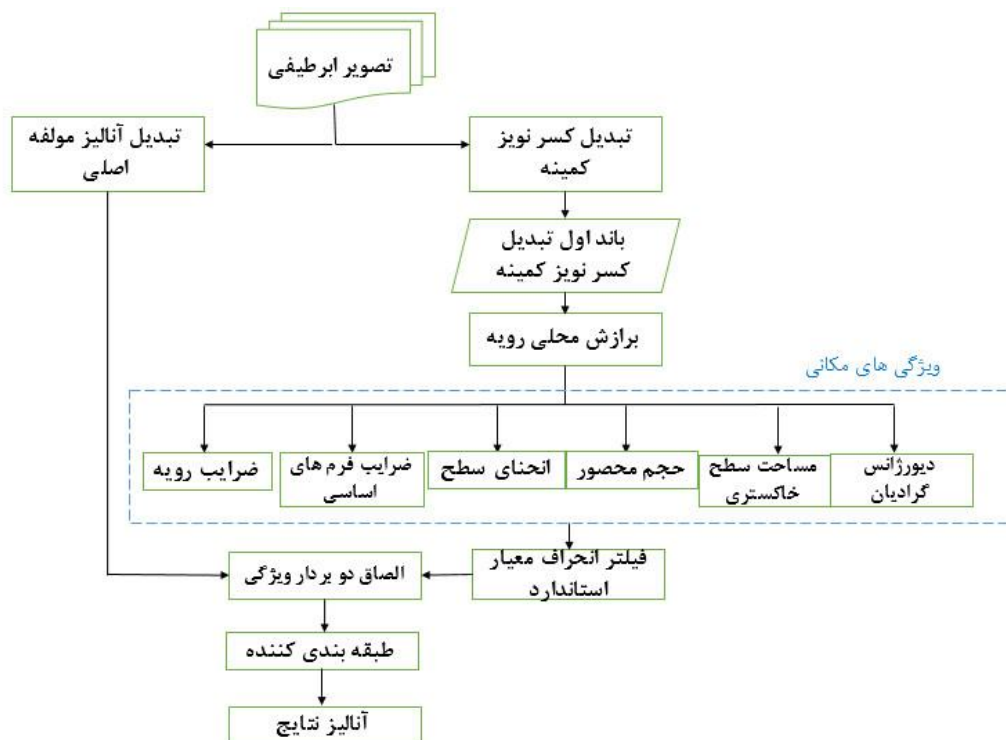 تصویر ابرطیفی
تبدیل کسر نویز
کمینه
تبدیل آنالیز مولفه
اصلی
باند اول تبدیل
کسر نویز کمینه
برازش محلی رویه
ویژگی های مکانی
دیورژانس
گرادیان
مساحت سطح
خاکستری
حجم محصور
انحنای سطح
ضرایب فرم های
اساسی
ضرایب رویه
فیلتر انحراف معیار
استاندارد
الصاق دو بردار ویژگی
طبقه بندی کننده
آنالیز نتایج